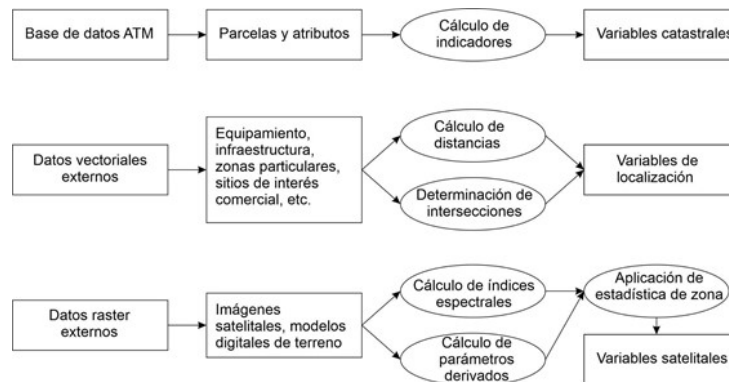 Base de datos ATM
Parcelas y atributos
Cálculo de
indicadores
Variables catastrales
Datos vectoriales
externos
Equipamiento,
infraestructura,
zonas particulares,
sitios de interés
comercial, etc.
Cálculo de
distancias
Determinación de
intersecciones
Variables de
localización
Datos raster
externos
Imágenes
satelitales, modelos
digitales de terreno
Cálculo de índices
espectrales
Cálculo de
parámetros
derivados
Aplicación de
estadística de zona
Variables satelitales